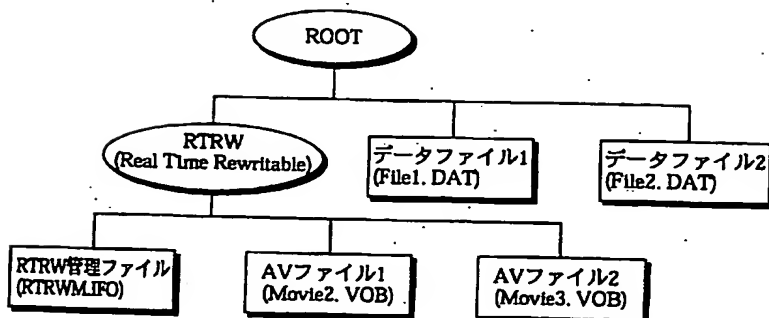 ROOT
RTRW
(Real Time Rewritable)
データファイル1
(File1. DAT)
データファイル2
(File2. DAT)
RTRW管理ファイル
(RTRWM.IFO)
AVファイル1
(Movie2. VOB)
AVファイル2
(Movie3. VOB)